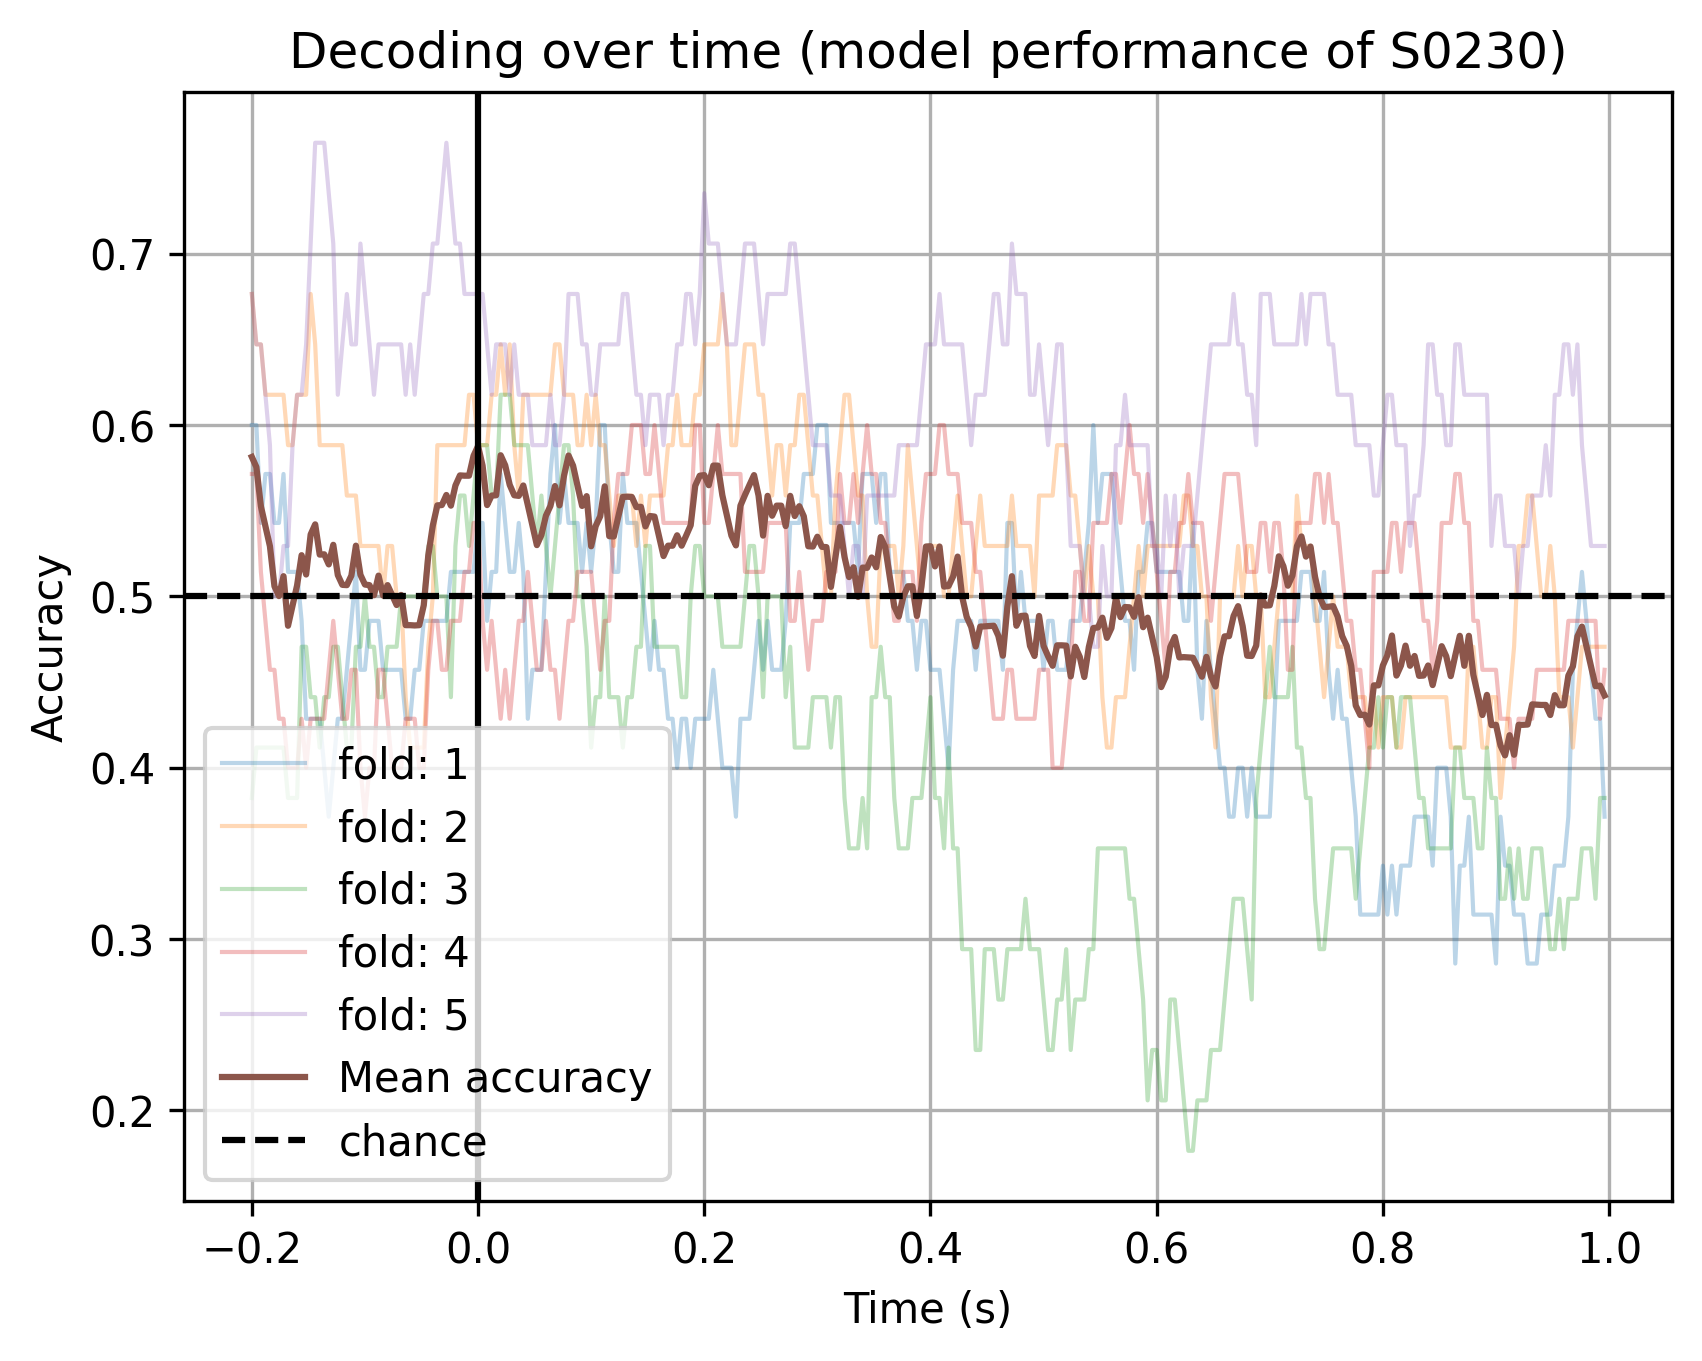 Decoding over time (model performance of S0230)
Accuracy
0.7
0.6
0.5
0.4
0.3
0.2
fold: 1
fold: 2
fold: 3
fold: 4
fold: 5
Mean accuracy
chance
−0.2 0.0 0.2 0.4 0.6 0.8 1.0
Time (s)